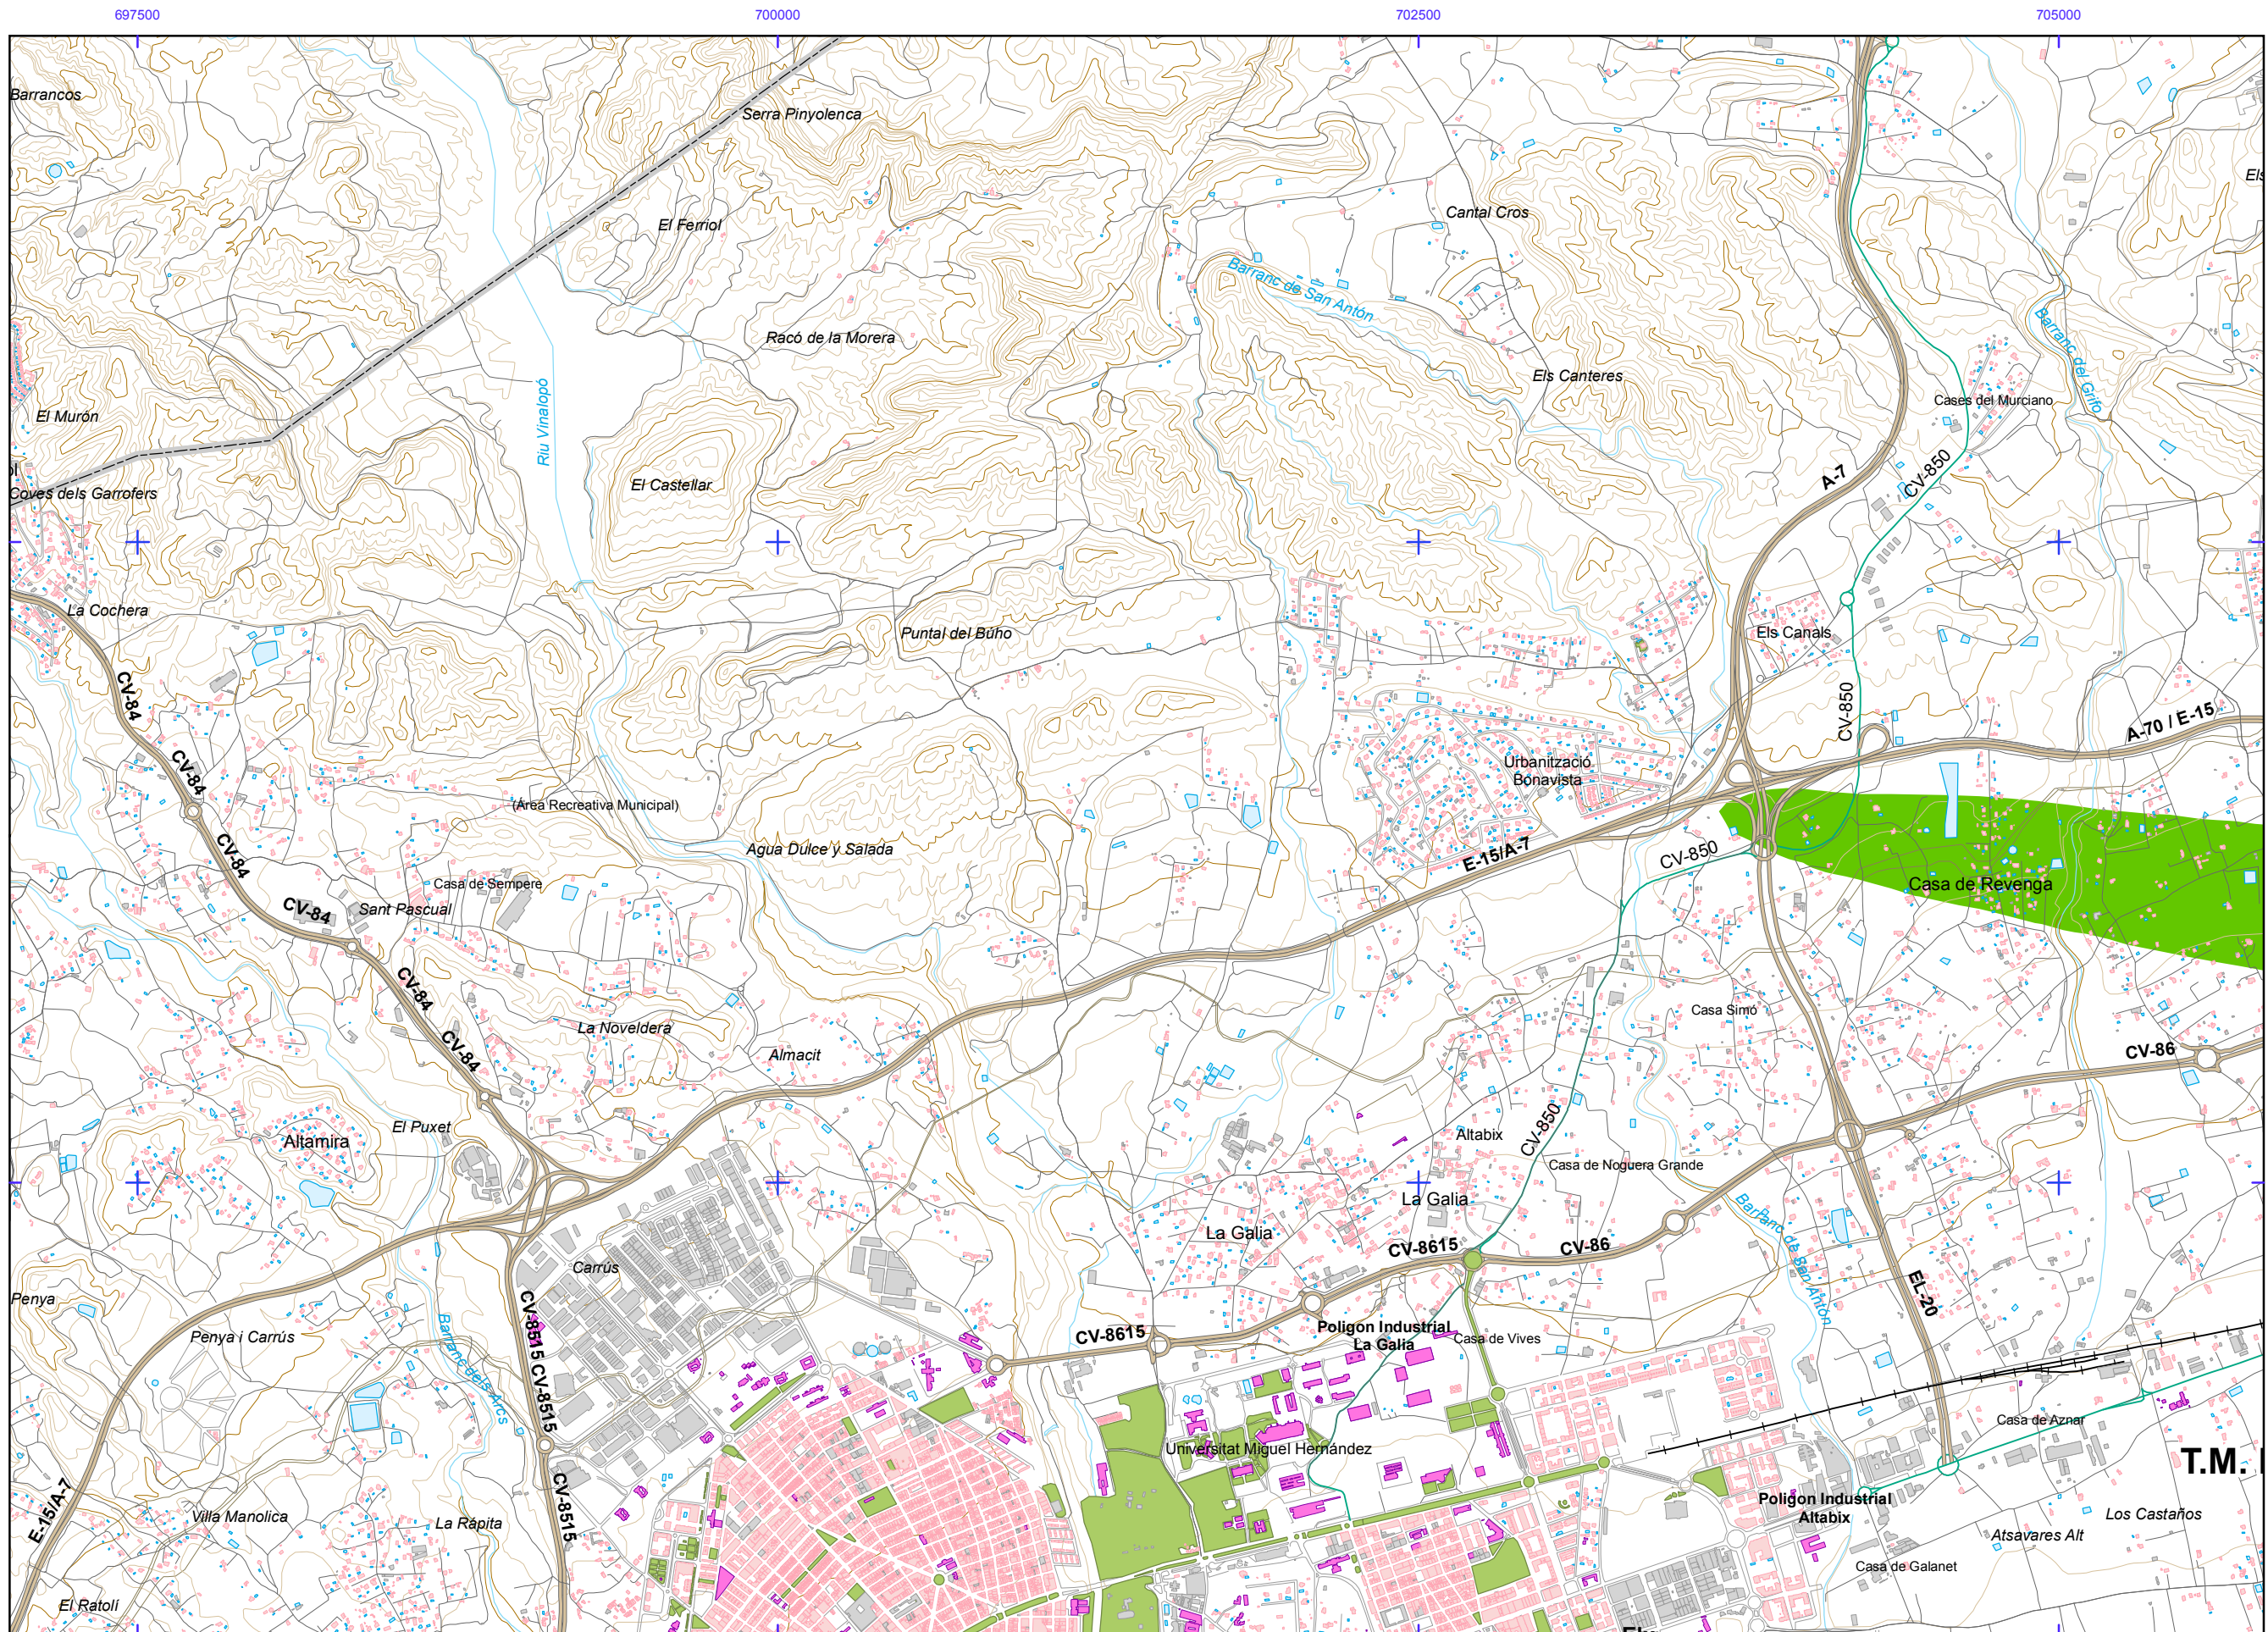 697500
700000
702500
705000
Barrancos
Serra Pinyolenca
Els
El Ferriol
Cantal Cros
Barranc de San Antón
Racó de la Morera
Barranc del Grifo
Els Canteres
Riu Vinalopó
El Murón
Cases del Murciano
A-7
CV-850
El Castellar
Coves dels Garrofers
La Cochera
Puntal del Búho
Els Canals
CV-84
CV-850
A-70 / E-15
CV-84
Urbanització
Bonavista
(Área Recreativa Municipal)
CV-84
Agua Dulce y Salada
E-15/A-7
CV-850
Casa de Sempere
Casa de Revenga
CV-84
Sant Pascual
CV-84
La Noveldera
Casa Simó
CV-84
Almacit
CV-86
El Puxet
Altamira
Altabix
CV-850
Casa de Noguera Grande
La Galia
La Galia
Barranc de San Antón
CV-8615
CV-86
Carrús
Penya
EL-20
CV-8515
Penya i Carrús
Barranc dels Arcs
CV-8615
Poligon Industrial
La Galia
Casa de Vives
CV-8515
Casa de Aznar
Universitat Miguel Hernández
T.M.
E-15/A-7
CV-8515
Villa Manolica
La Rápita
Poligon Industrial
Altabix
Los Castaños
Atsavares Alt
Casa de Galanet
El Ratolí